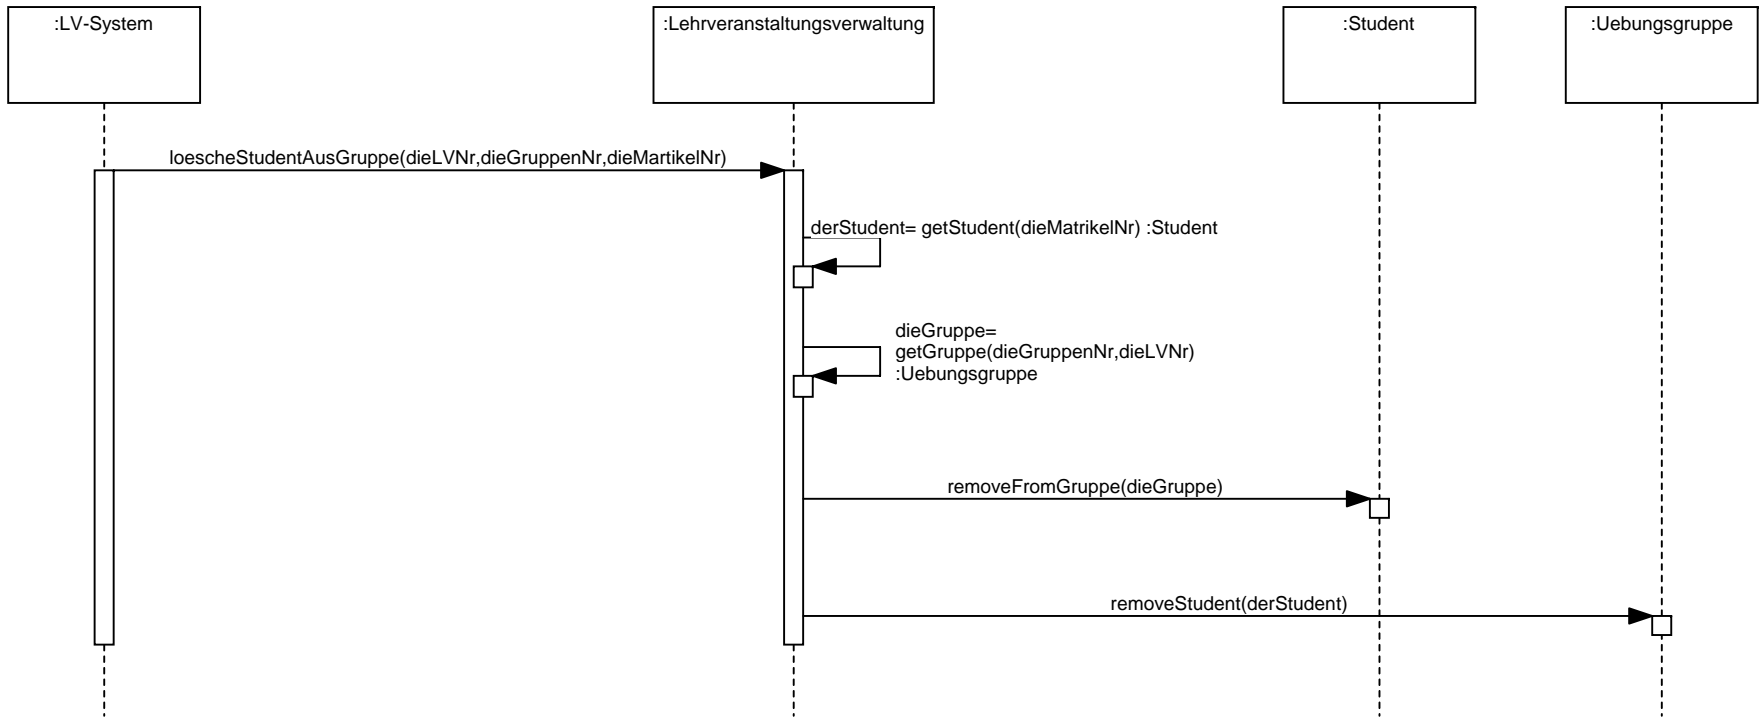 :LV-System
:Lehrveranstaltungsverwaltung
:Student
:Uebungsgruppe
loescheStudentAusGruppe(dieLVNr,dieGruppenNr,dieMartikelNr)
derStudent= getStudent(dieMatrikelNr) :Student
dieGruppe=
getGruppe(dieGruppenNr,dieLVNr)
:Uebungsgruppe
removeFromGruppe(dieGruppe)
removeStudent(derStudent)